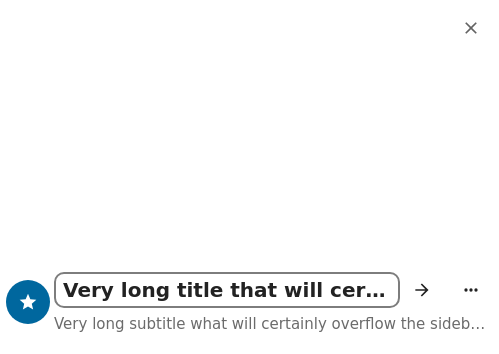 Very long title that will cer…
Very long subtitle what will certainly overflow the sideb…